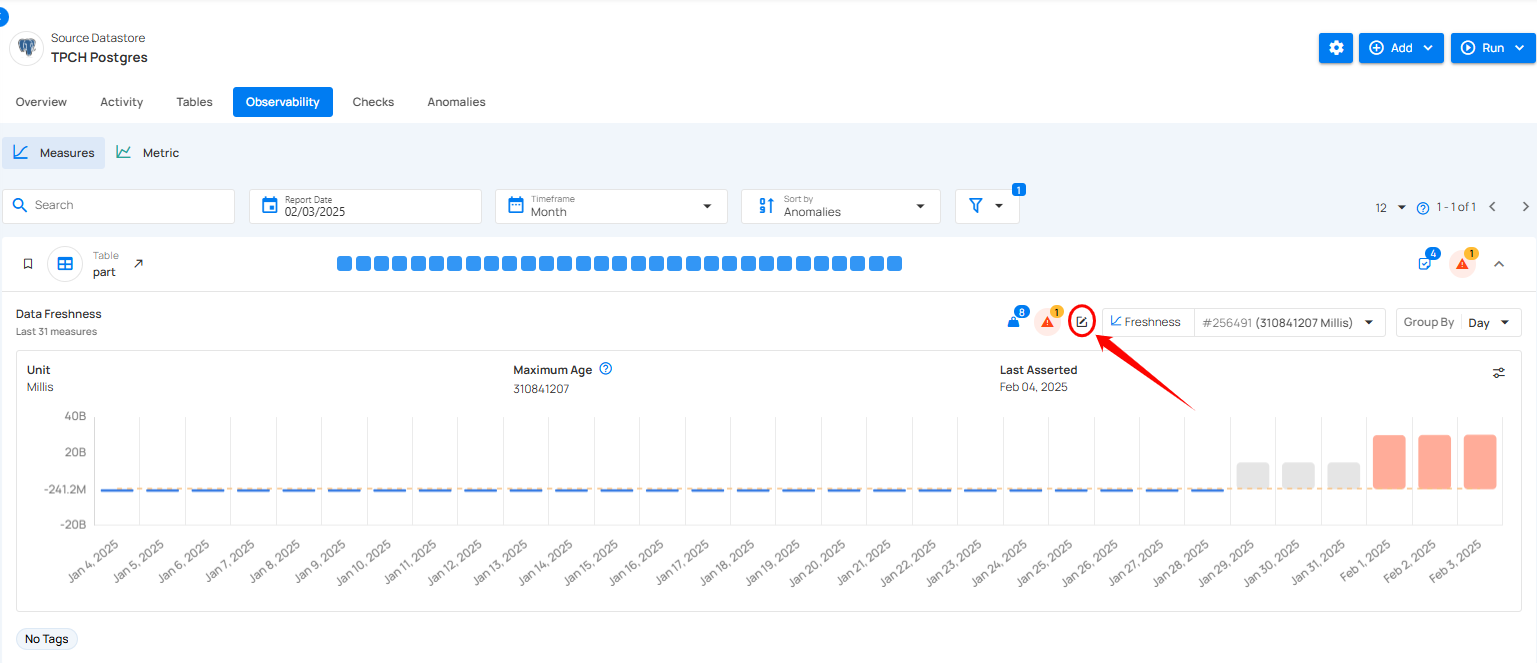 Source Datastore
TPCH Postgres
Add
Run
Overview
Activity
Tables
Observability
Checks
Anomalies
Measures
Metric
Search
Report Date
02/03/2025
Timeframe
Month
Sort by
Anomalies
1
12
1 - 1 of 1
Table
part
4
1
Data Freshness
Last 31 measures
8
1
Freshness
#256491 (310841207 Millis)
Group By
Day
Unit
Millis
Maximum Age
310841207
Last Asserted
Feb 04, 2025
40B
20B
-241.2M
-20B
Jan 4, 2025
Jan 5, 2025
Jan 6, 2025
Jan 7, 2025
Jan 8, 2025
Jan 9, 2025
Jan 10, 2025
Jan 11, 2025
Jan 12, 2025
Jan 13, 2025
Jan 14, 2025
Jan 15, 2025
Jan 16, 2025
Jan 17, 2025
Jan 18, 2025
Jan 19, 2025
Jan 20, 2025
Jan 21, 2025
Jan 22, 2025
Jan 23, 2025
Jan 24, 2025
Jan 25, 2025
Jan 26, 2025
Jan 27, 2025
Jan 28, 2025
Jan 29, 2025
Jan 30, 2025
Jan 31, 2025
Feb 1, 2025
Feb 2, 2025
Feb 3, 2025
No Tags